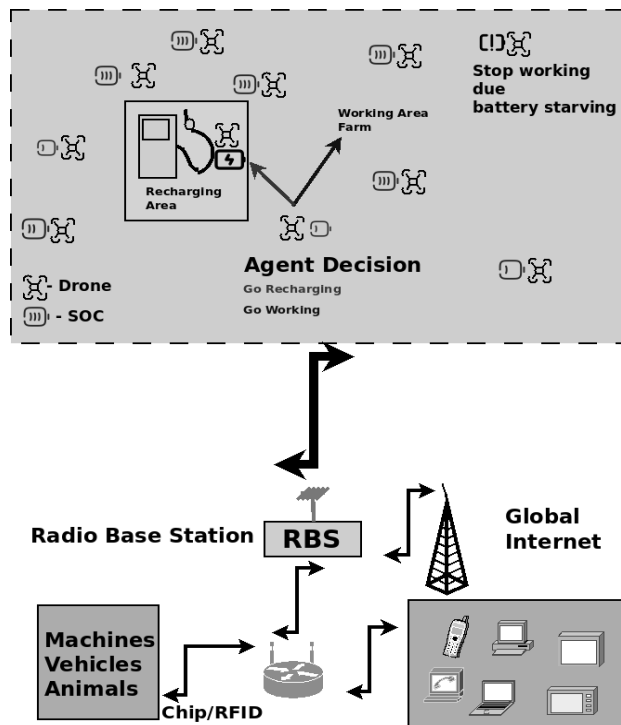 (!)
Stop working
due
battery starving
Working Area
Farm
Recharging
Area
Agent Decision
Go Recharging
Go Working
- Drone
- SOC
Radio Base Station
RBS
Global
Internet
Machines
Vehicles
Animals
Chip/RFID